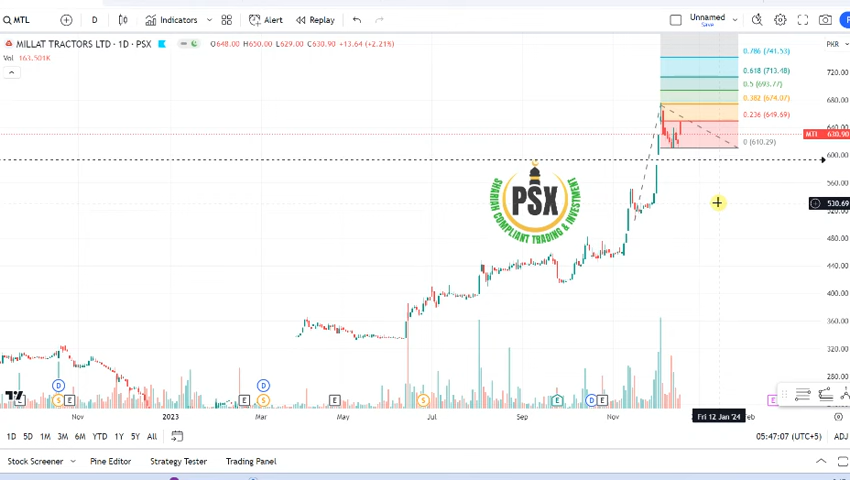 MTL D Indicators Alert Replay Unnamed Save
MILLAT TRACTORS LTD · 1D · PSX O648.00 H650.00 L629.00 C630.90 +13.64 (+2.21%) PKR
Vol 163.501K
0.786 (741.53)
0.618 (713.48)
0.5 (693.77)
0.382 (674.07)
0.236 (649.69)
0 (610.29)
720.00
680.00
640.00
MTL 630.90
600.00
560.00
530.69
520.00
480.00
440.00
400.00
360.00
320.00
280.00
SHARIAH COMPLIANT TRADING & INVESTMENT
PSX
D D
S E E S E S E D E E
Nov 2023 Mar May Jul Sep Nov Fri 12 Jan '24 Feb
1D 5D 1M 3M 6M YTD 1Y 5Y All 05:47:07 (UTC+5) ADJ
Stock Screener Pine Editor Strategy Tester Trading Panel